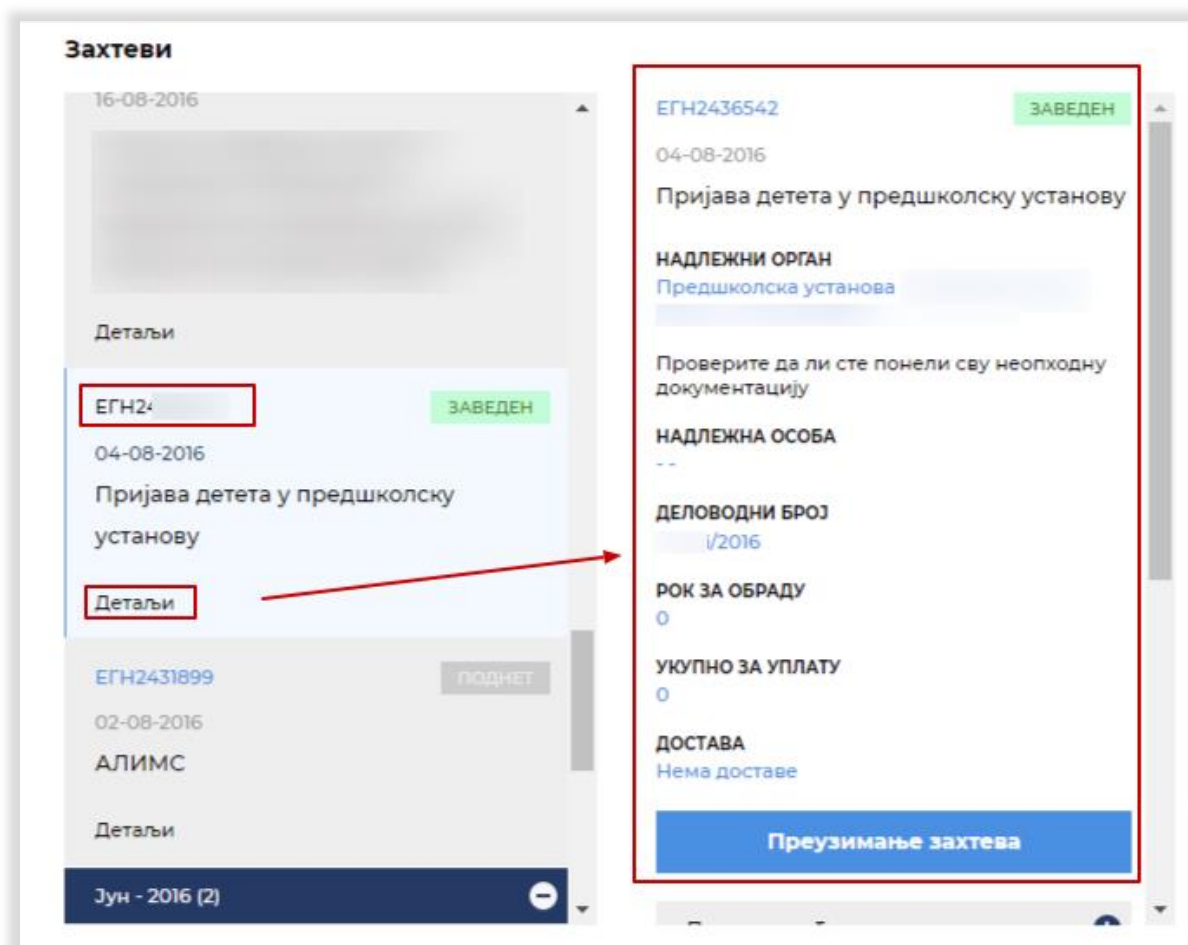 Захтеви
16-08-2016
Детаљи
ЕГН24
ЗАВЕДЕН
04-08-2016
Пријава детета у предшколску
установу
Детаљи
ЕГН2431899
ПОДНЕТ
02-08-2016
АЛИМС
Детаљи
Јун - 2016 (2)
ЕГН2436542
ЗАВЕДЕН
04-08-2016
Пријава детета у предшколску установу
НАДЛЕЖНИ ОРГАН
Предшколска установа
Проверите да ли сте понели сву неопходну
документацију
НАДЛЕЖНА ОСОБА
- -
ДЕЛОВОДНИ БРОЈ
/2016
РОК ЗА ОБРАДУ
0
УКУПНО ЗА УПЛАТУ
0
ДОСТАВА
Нема доставе
Преузимање захтева